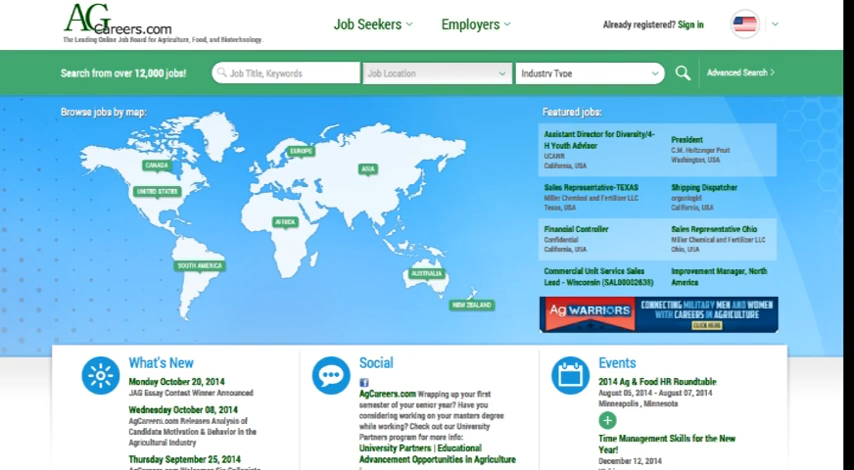 AGCareers.com
The Leading Online Job Board for Agriculture, Food, and Biotechnology.
Job Seekers
Employers
Already registered? Sign in
Search from over 12,000 jobs!
Job Title, Keywords
Job Location
Industry Type
Advanced Search >
Browse jobs by map:
CANADA
UNITED STATES
EUROPE
ASIA
AFRICA
SOUTH AMERICA
AUSTRALIA
NEW ZEALAND
Featured jobs:
Assistant Director for Diversity/4-
H Youth Advisor
UCANR
California, USA
President
C.M. Holtzinger Fruit
Washington, USA
Sales Representative-TEXAS
Miller Chemical and Fertilizer LLC
Texas, USA
Shipping Dispatcher
organicgirl
California, USA
Financial Controller
Confidential
California, USA
Sales Representative Ohio
Miller Chemical and Fertilizer LLC
Ohio, USA
Commercial Unit Service Sales
Lead - Wisconsin (SAL00002638)
Improvement Manager, North
America
Ag WARRIORS
CONNECTING MILITARY MEN AND WOMEN
WITH CAREERS IN AGRICULTURE
CLICK HERE
What's New
Monday October 20, 2014
JAG Essay Contest Winner Announced
Wednesday October 08, 2014
AgCareers.com Releases Analysis of
Candidate Motivation & Behavior in the
Agricultural Industry
Thursday September 25, 2014
Social
AgCareers.com Wrapping up your first
semester of your senior year? Have you
considering working on your masters degree
while working? Check out our University
Partners program for more info:
University Partners | Educational
Advancement Opportunities in Agriculture
Events
2014 Ag & Food HR Roundtable
August 05, 2014 - August 07, 2014
Minneapolis, Minnesota
Time Management Skills for the New
Year!
December 12, 2014